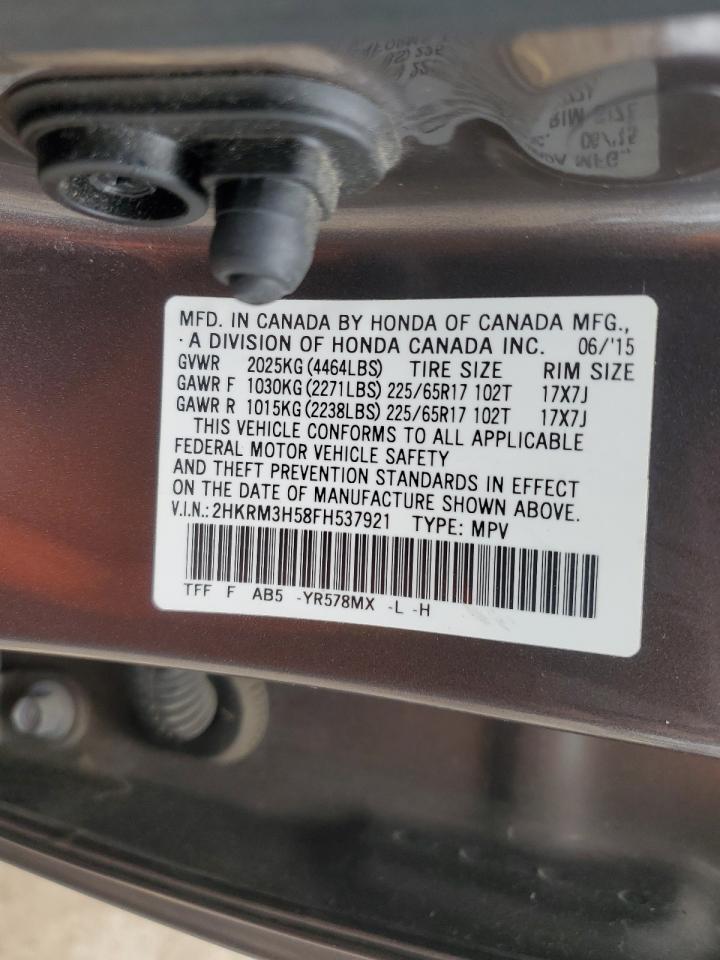 MFD. IN CANADA BY HONDA OF CANADA MFG.,
A DIVISION OF HONDA CANADA INC. 06/'15
GVWR 2025KG (4464LBS) TIRE SIZE RIM SIZE
GAWR F 1030KG (2271LBS) 225/65R17 102T 17X7J
GAWR R 1015KG (2238LBS) 225/65R17 102T 17X7J
THIS VEHICLE CONFORMS TO ALL APPLICABLE
FEDERAL MOTOR VEHICLE SAFETY
AND THEFT PREVENTION STANDARDS IN EFFECT
ON THE DATE OF MANUFACTURE SHOWN ABOVE.
V.I.N.: 2HKRM3H58FH537921 TYPE: MPV
TFF F AB5 -YR578MX -L -H